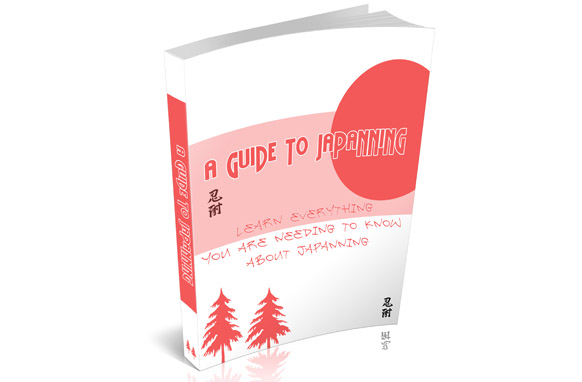 A GUIDE TO JAPANNING
忍
耐
LEARN EVERYTHING
YOU ARE NEEDING TO KNOW
ABOUT JAPANNING
忍
耐
A GUIDE TO JAPANNING